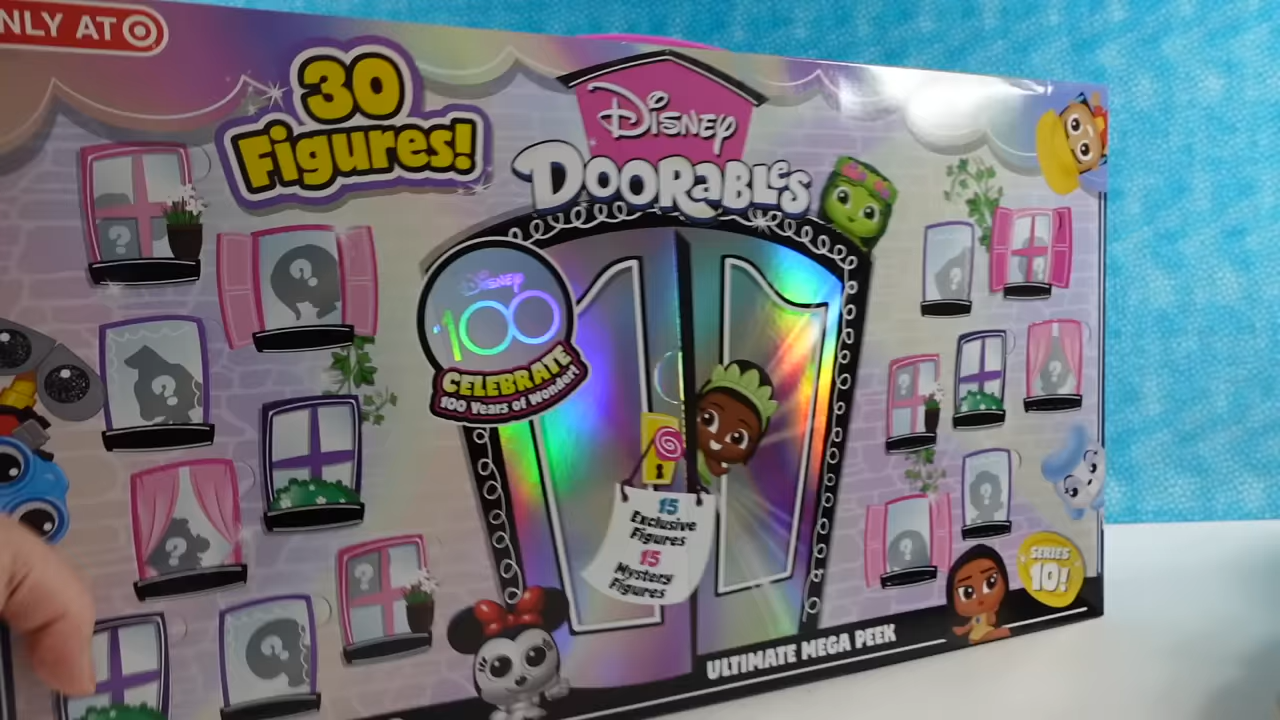 NLY AT
30
Figures!
Disney
DOORABLES
Disney
100
CELEBRATE
100 Years of Wonder!
15
Exclusive
Figures
15
Mystery
Figures
?
?
?
?
?
?
?
?
?
?
?
?
SERIES
10!
ULTIMATE MEGA PEEK